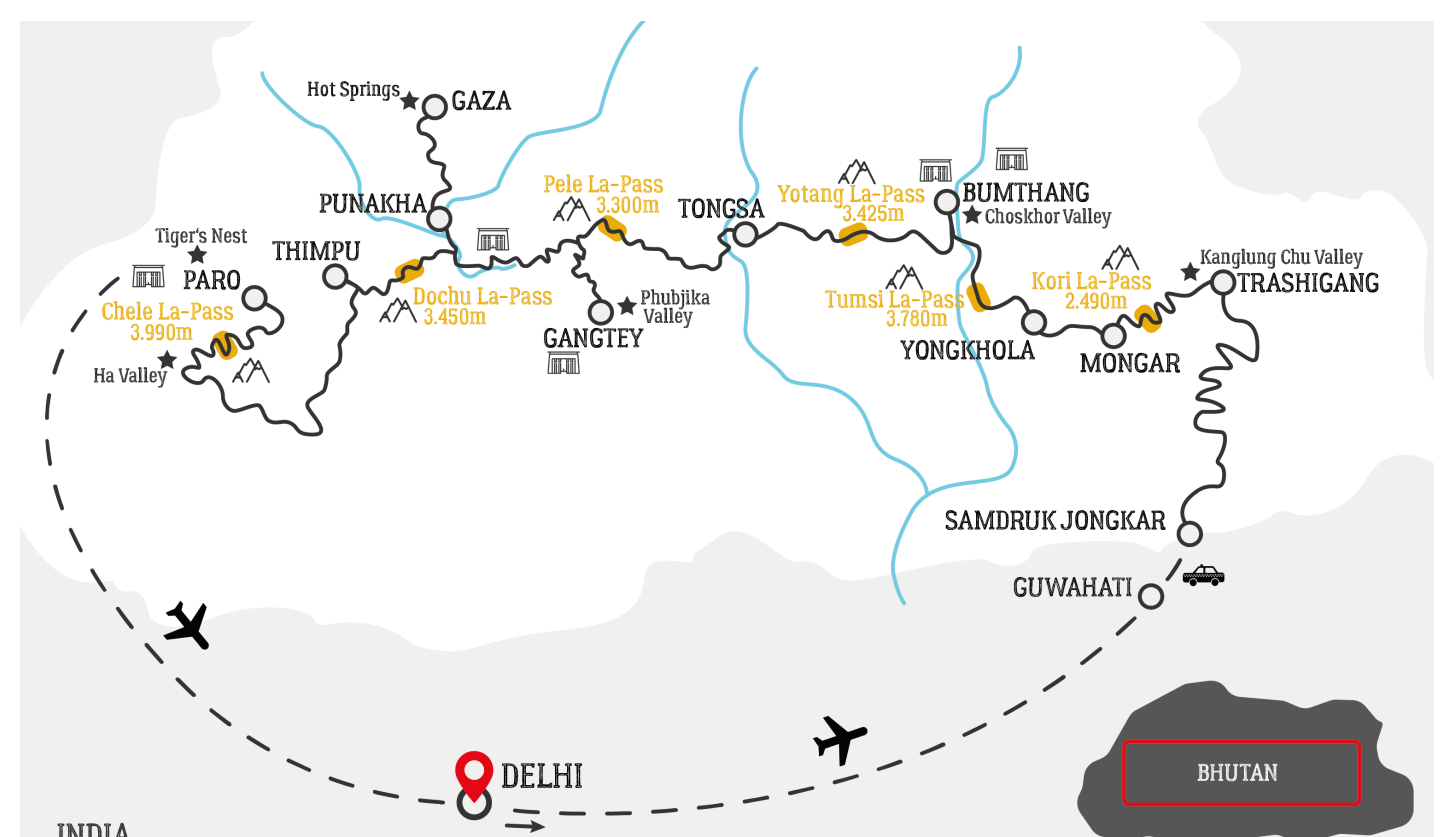 Hot Springs
GAZA
Pele La-Pass
3.300m
PUNAKHA
TONGSA
Yotang La-Pass
3.425m
BUMTHANG
Choskhor Valley
Tiger's Nest
THIMPU
PARO
Kanglung Chu Valley
TRASHIGANG
Kori La-Pass
2.490m
Chele La-Pass
3.990m
Dochu La-Pass
3.450m
Phubjika
Valley
Tumsi La-Pass
3.780m
GANGTEY
YONGKHOLA
MONGAR
Ha Valley
SAMDRUK JONGKAR
GUWAHATI
DELHI
BHUTAN
INDIA